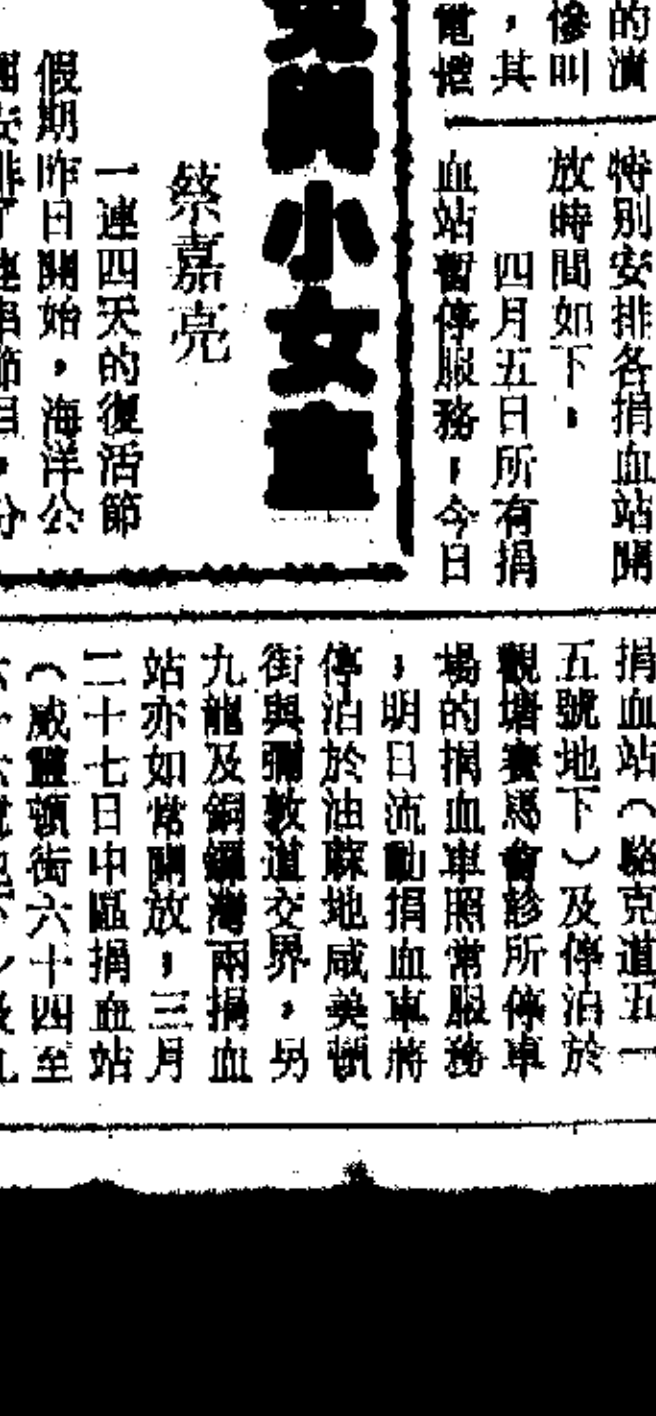 的演
慘叫
，其
特別安排各捐血站開
放時間如下，
四月五日所有捐
血站暫停服務，今日
捐血站（駱克道五一
五號地下）及停泊於
觀塘賽馬會診所停車
場的捐血車照常服務
，明日流動捐血車將
停泊於油蔴地咸美頓
街與彌敦道交界，另
九龍及銅鑼灣兩捐血
站亦如常開放，三月
二十七日中區捐血站
（威靈頓街六十四至
與小女童
蔡嘉亮
一連四天的復活節
假期昨日開始，海洋公